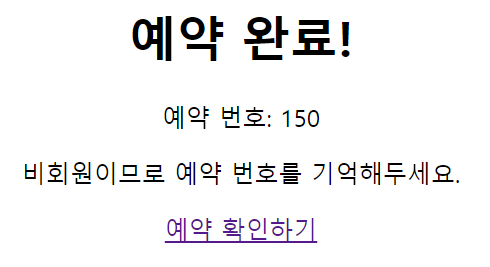 예약 완료!
예약 번호: 150
비회원이므로 예약 번호를 기억해두세요.
예약 확인하기